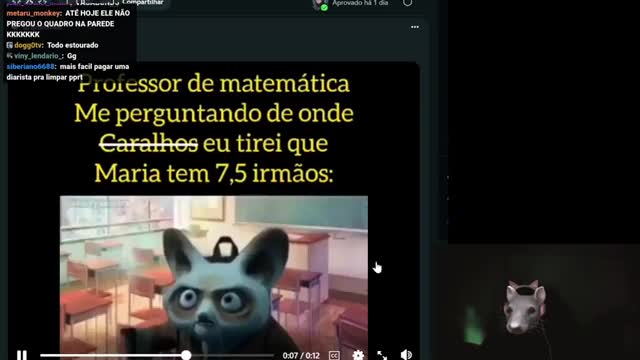 Compartilhar
Aprovado há 1 dia
metaru_monkey: ATÉ HOJE ELE NÃO
PREGOU O QUADRO NA PAREDE
KKKKKKK
dogg0tv: Todo estourado
viny_lendario_: Gg
siberiano6688: mais facil pagar uma
diarista pra limpar pprt
Professor de matemática
Me perguntando de onde
Caralhos eu tirei que
Maria tem 7,5 irmãos:
0:07 / 0:12
CC
HD